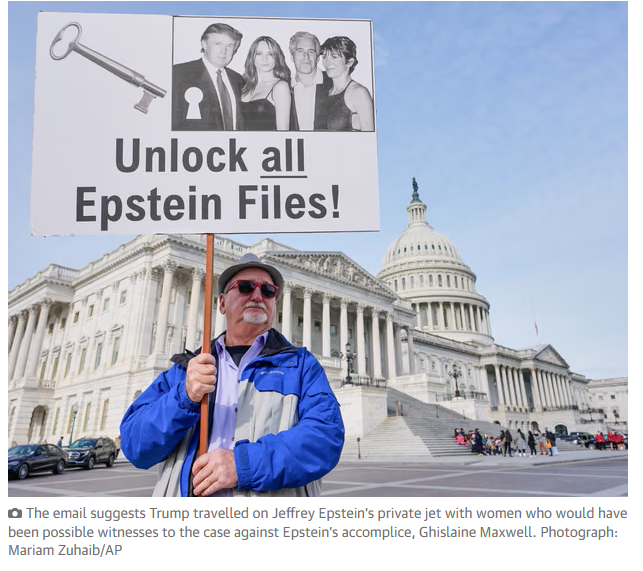 Unlock all
Epstein Files!
The email suggests Trump travelled on Jeffrey Epstein's private jet with women who would have
been possible witnesses to the case against Epstein's accomplice, Ghislaine Maxwell. Photograph:
Mariam Zuhaib/AP